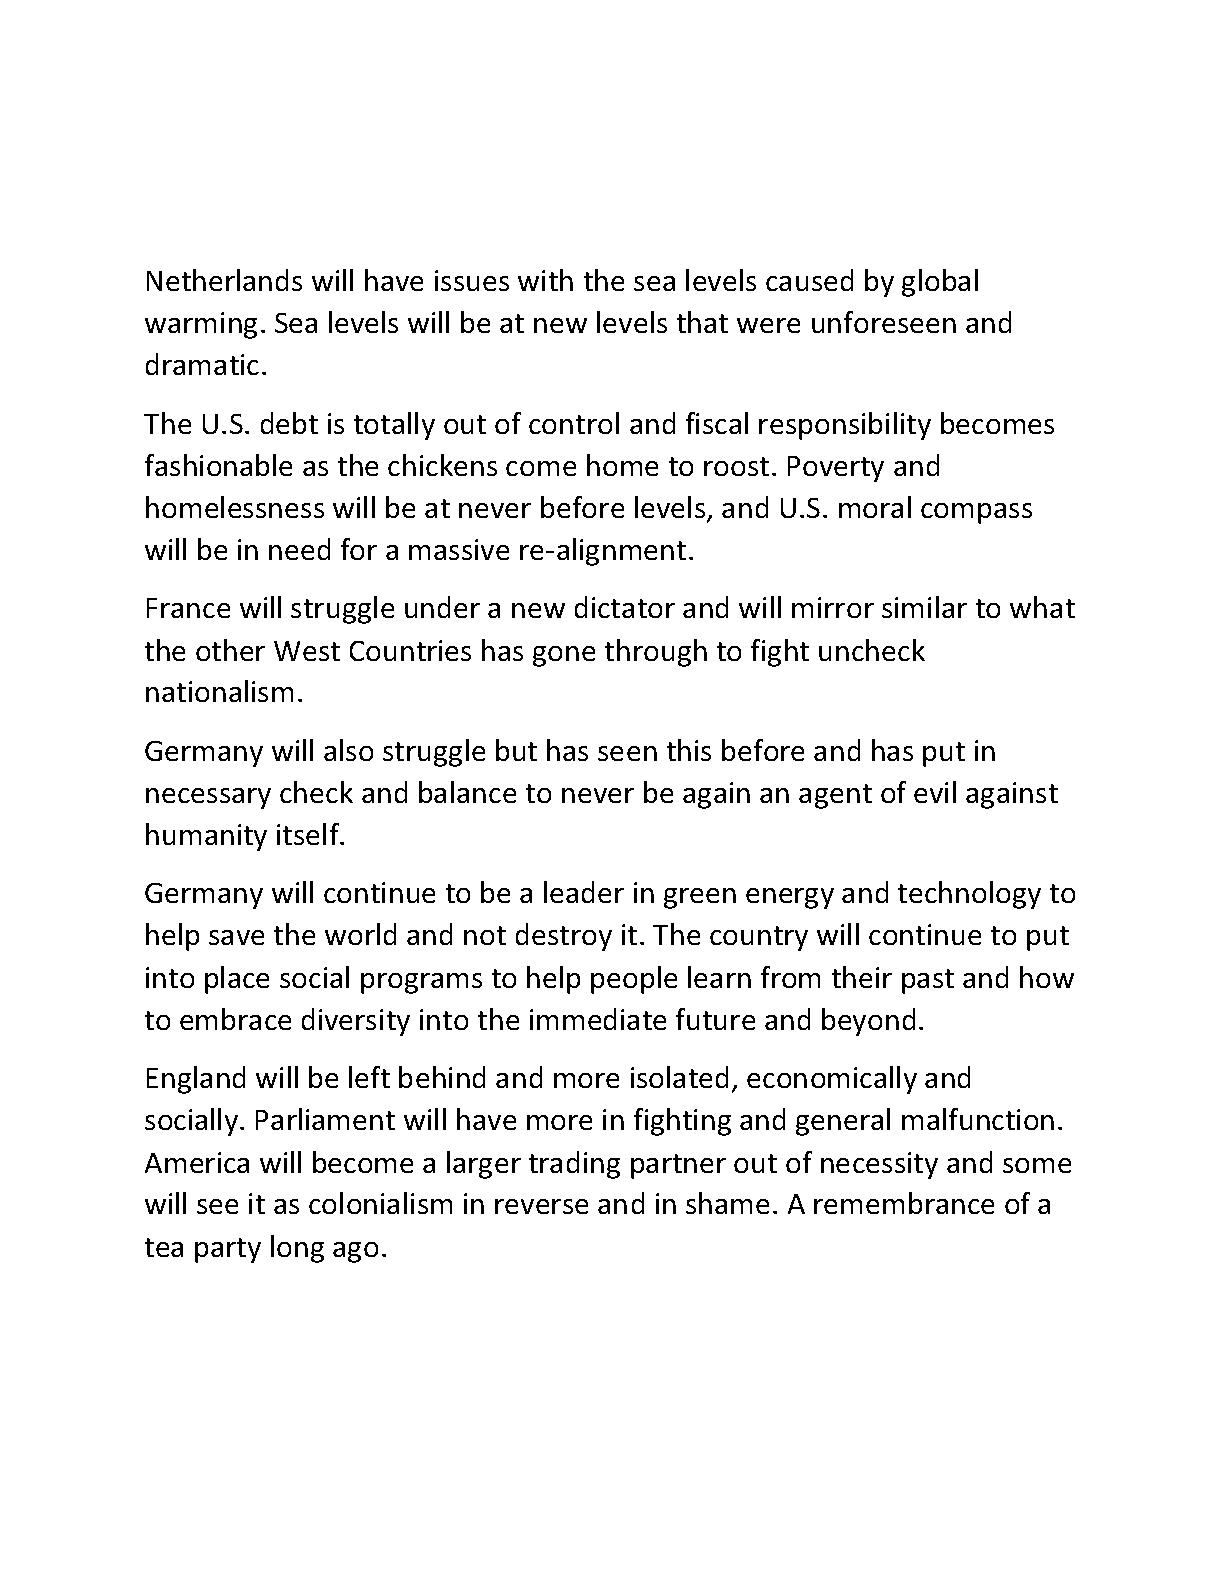 Netherlands will have issues with the sea levels caused by global
warming. Sea levels will be at new levels that were unforeseen and
dramatic.
The U.S. debt is totally out of control and fiscal responsibility becomes
fashionable as the chickens come home to roost. Poverty and
homelessness will be at never before levels, and U.S. moral compass
will be in need for a massive re-alignment.
France will struggle under a new dictator and will mirror similar to what
the other West Countries has gone through to fight uncheck
nationalism.
Germany will also struggle but has seen this before and has put in
necessary check and balance to never be again an agent of evil against
humanity itself.
Germany will continue to be a leader in green energy and technology to
help save the world and not destroy it. The country will continue to put
into place social programs to help people learn from their past and how
to embrace diversity into the immediate future and beyond.
England will be left behind and more isolated, economically and
socially. Parliament will have more in fighting and general malfunction.
America will become a larger trading partner out of necessity and some
will see it as colonialism in reverse and in shame. A remembrance of a
tea party long ago.